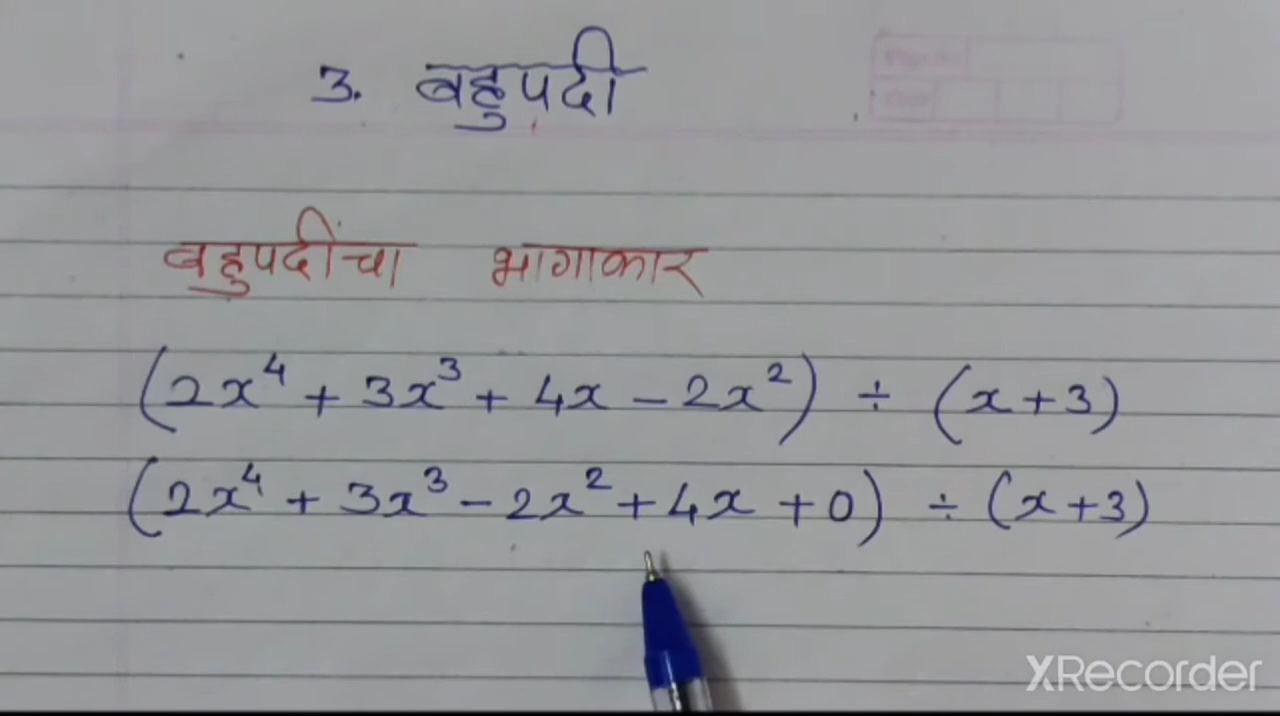 3. बहुपदी
बहुपदींचा भागाकार
(2x⁴ + 3x³ + 4x - 2x²) ÷ (x + 3)
(2x⁴ + 3x³ - 2x² + 4x + 0) ÷ (x + 3)
XRecorder